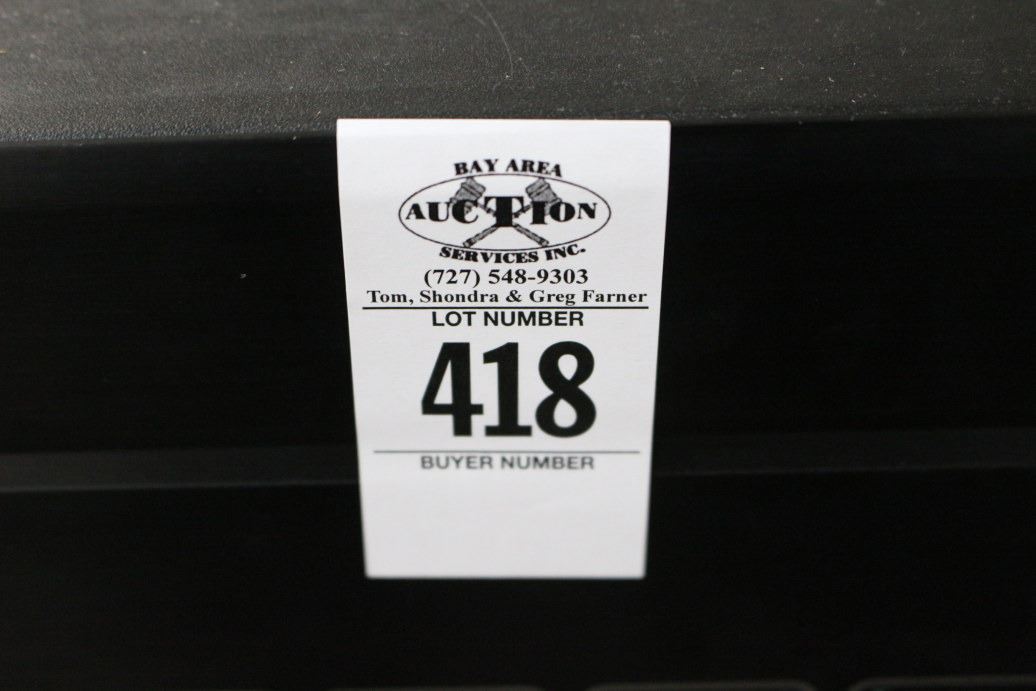 BAY AREA
AUCTION
SERVICES INC.
(727) 548-9303
Tom, Shondra & Greg Farner
LOT NUMBER
418
BUYER NUMBER